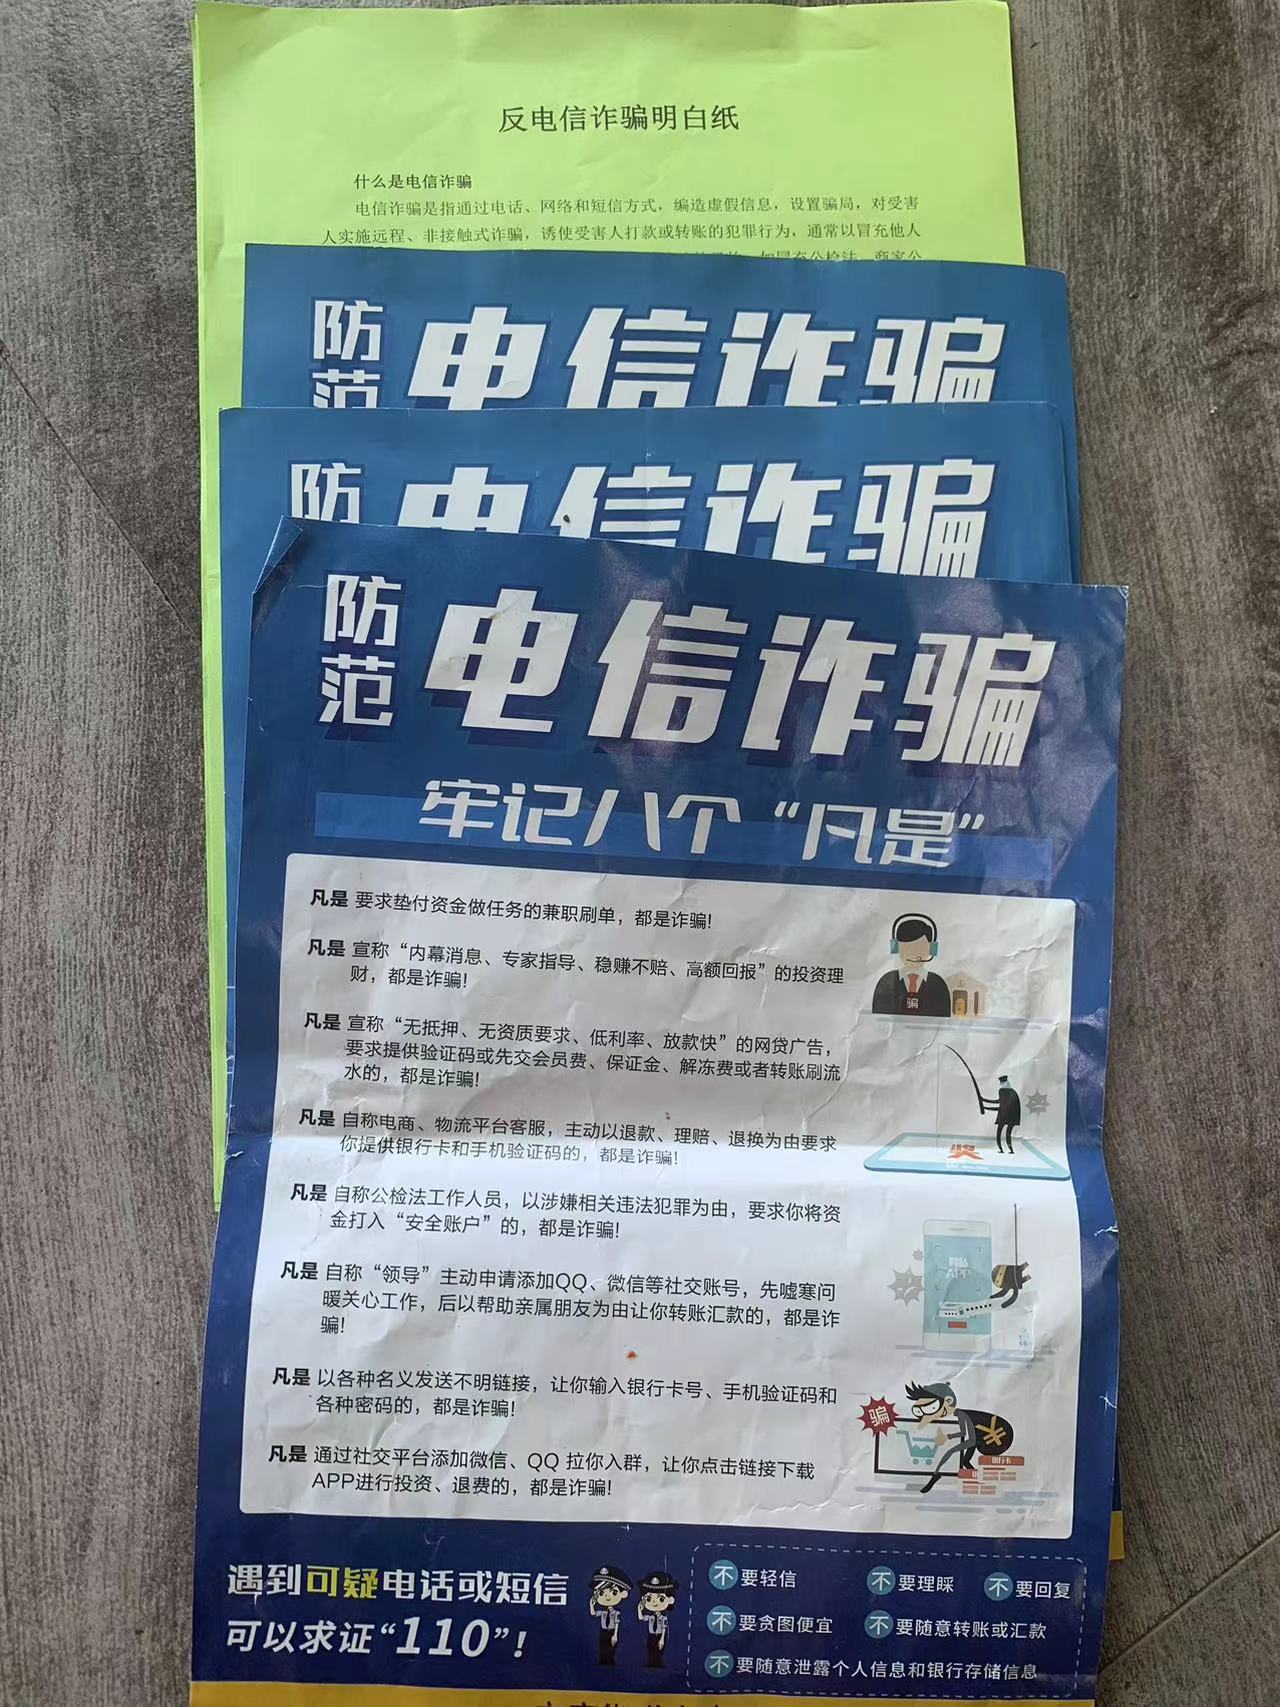 反电信诈骗明白纸
什么是电信诈骗
电信诈骗是指通过电话、网络和短信方式，编造虚假信息，设置骗局，对受害
人实施远程、非接触式诈骗，诱使受害人打款或转账的犯罪行为，通常以冒充他人
如冒充公检法、商家公
防范
电信诈骗
防
电信诈骗
防范
电信诈骗
牢记八个“凡是”
凡是 要求垫付资金做任务的兼职刷单，都是诈骗！
凡是 宣称“内幕消息、专家指导、稳赚不赔、高额回报”的投资理
财，都是诈骗！
凡是 宣称“无抵押、无资质要求、低利率、放款快”的网贷广告，
要求提供验证码或先交会员费、保证金、解冻费或者转账刷流
水的，都是诈骗！
凡是 自称电商、物流平台客服，主动以退款、理赔、退换为由要求
你提供银行卡和手机验证码的，都是诈骗！
凡是 自称公检法工作人员，以涉嫌相关违法犯罪为由，要求你将资
金打入“安全账户”的，都是诈骗！
凡是 自称“领导”主动申请添加QQ、微信等社交账号，先嘘寒问
暖关心工作，后以帮助亲属朋友为由让你转账汇款的，都是诈
骗！
凡是 以各种名义发送不明链接，让你输入银行卡号、手机验证码和
各种密码的，都是诈骗！
凡是 通过社交平台添加微信、QQ 拉你入群，让你点击链接下载
APP进行投资、退费的，都是诈骗！
骗
APP
骗
银行卡
遇到可疑电话或短信
可以求证“110”！
不要轻信 不要理睬 不要回复
不要贪图便宜 不要随意转账或汇款
不要随意泄露个人信息和银行存储信息